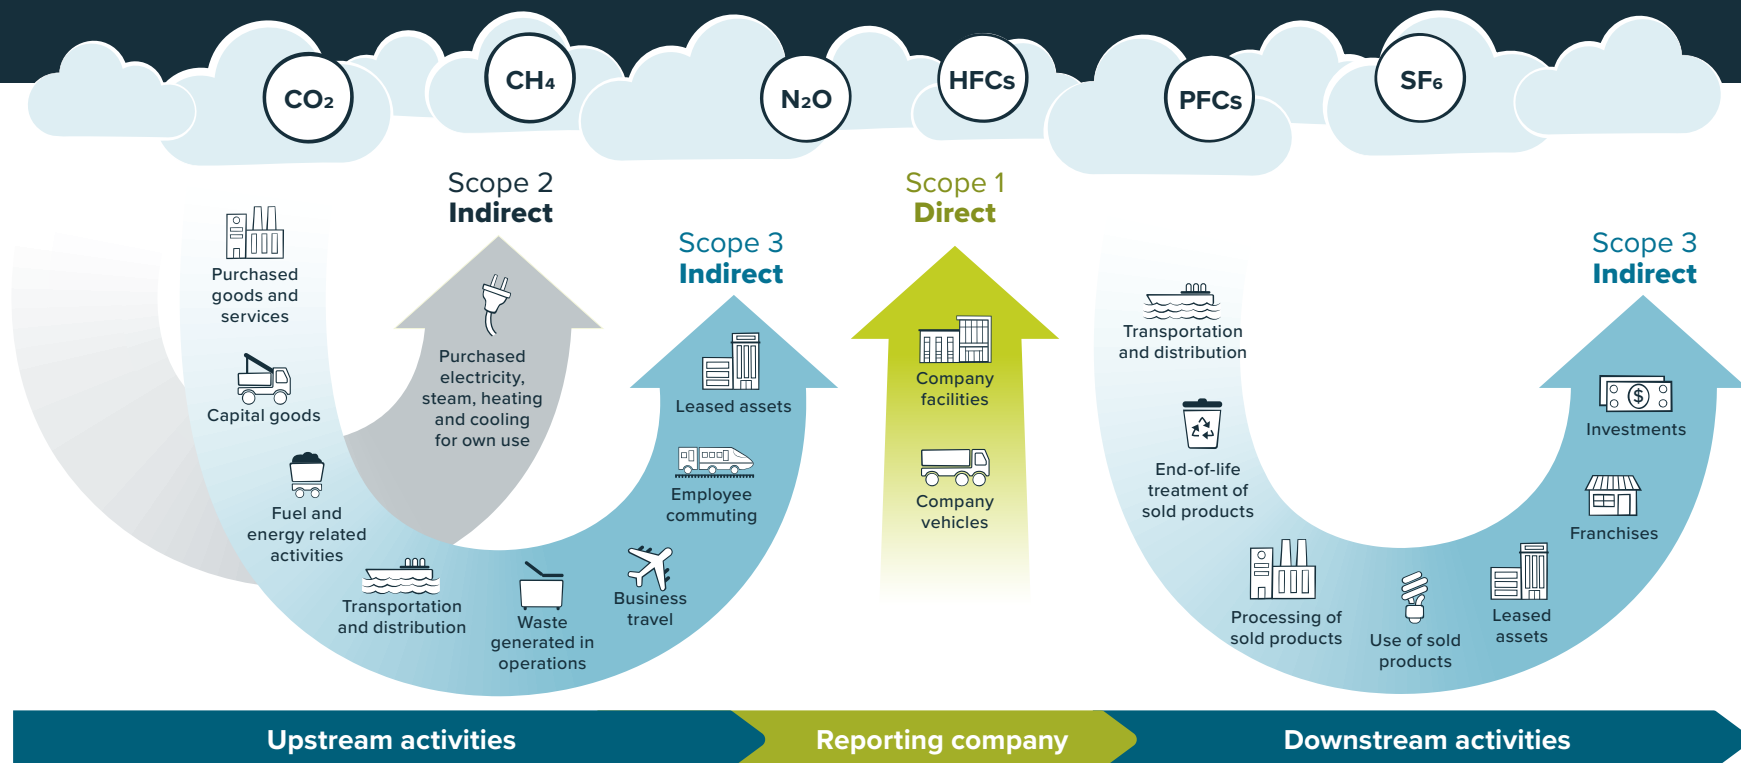 CO₂
CH₄
N₂O
HFCs
PFCs
SF₆
Scope 2
Indirect
Scope 1
Direct
Scope 3
Indirect
Scope 3
Indirect
Purchased
goods and
services
Capital goods
Fuel and
energy related
activities
Transportation
and distribution
Waste
generated in
operations
Business
travel
Employee
commuting
Leased assets
Purchased
electricity,
steam, heating
and cooling
for own use
Company
facilities
Company
vehicles
Transportation
and distribution
End-of-life
treatment of
sold products
Processing of
sold products
Use of sold
products
Leased
assets
Franchises
$
Investments
Upstream activities
Reporting company
Downstream activities